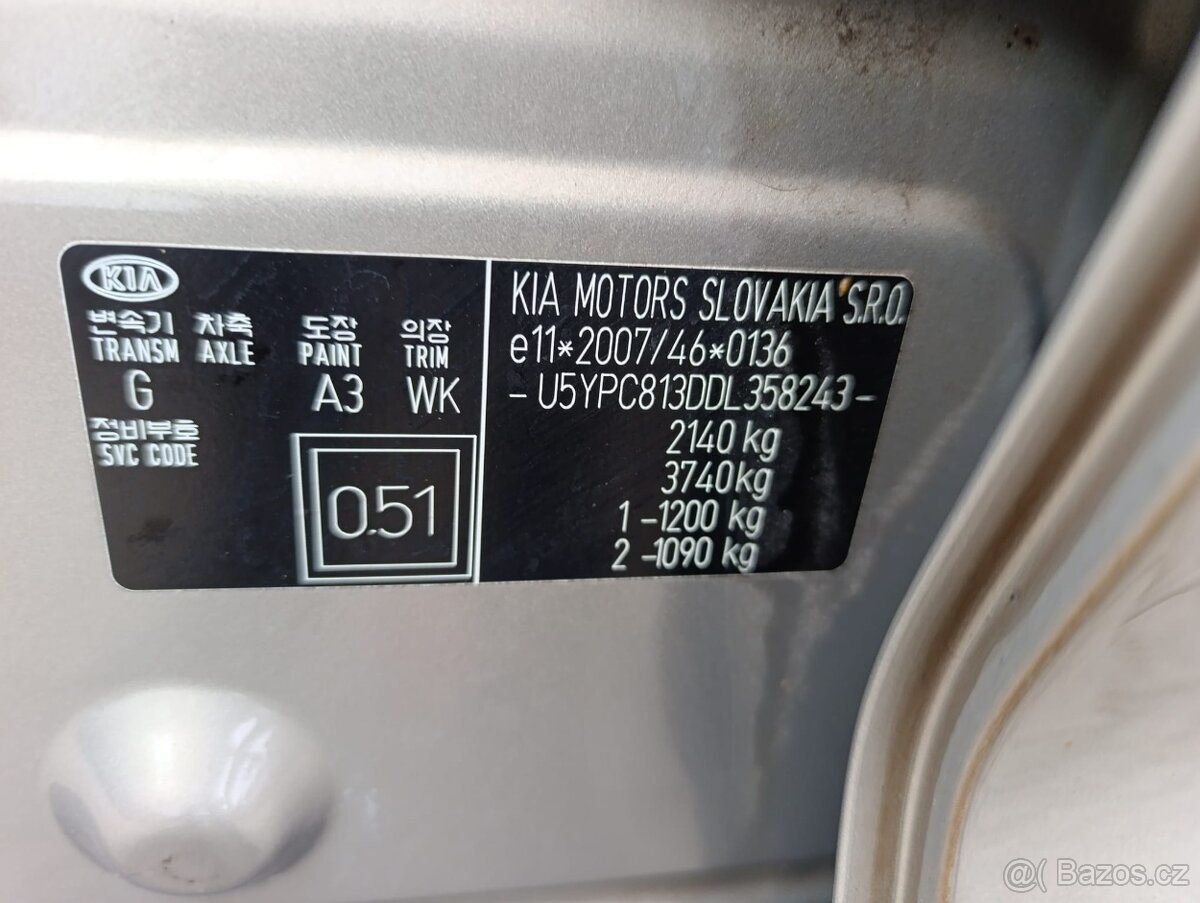 KIA
변속기 차축 도장 의장
TRANSM AXLE PAINT TRIM
G A3 WK
정비부호
SVC CODE
0.51
KIA MOTORS SLOVAKIA S.R.O.
e11*2007/46*0136
- U5YPC813DDL358243 -
2140 kg
3740 kg
1 -1200 kg
2 -1090 kg
@( Bazos.cz